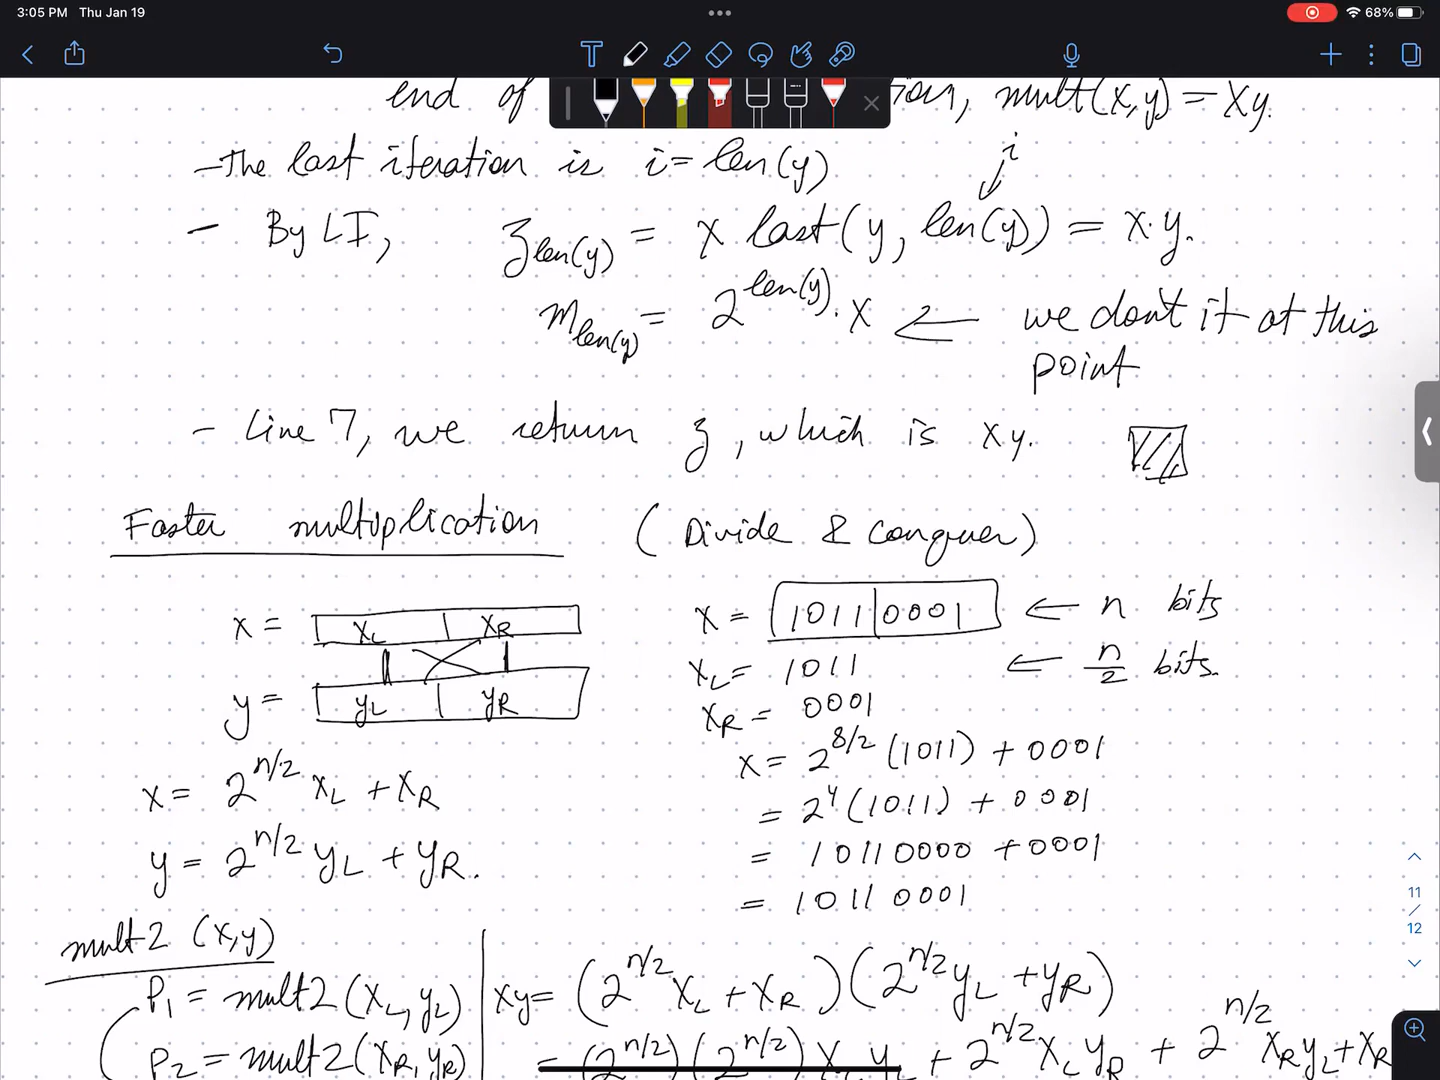 3:05 PM Thu Jan 19
68%
end of tion, mult(x,y) = xy.
- The last iteration is i = len(y)
i
- By LI, z_len(y) = x last(y, len(y)) = x·y.
m_len(y) = 2^len(y) · x ← we don't it at this
point
- Line 7, we return z, which is xy.
Faster multiplication (Divide & Conquer)
x = 1011|0001 ← n bits
x = x_L x_R
x_L = 1011 ← n/2 bits.
y = y_L y_R
x_R = 0001
x = 2^8/2 (1011) + 0001
x = 2^n/2 x_L + x_R
= 2^4 (1011) + 0001
y = 2^n/2 y_L + y_R.
= 10110000 + 0001
= 10110001
11
/
12
mult2 (x,y)
P_1 = mult2 (x_L, y_L)
P_2 = mult2 (x_R, y_R)
xy = (2^n/2 x_L + x_R)(2^n/2 y_L + y_R)
= (2^n/2)(2^n/2) x_L y_L + 2^n/2 x_L y_R + 2^n/2 x_R y_L + x_R